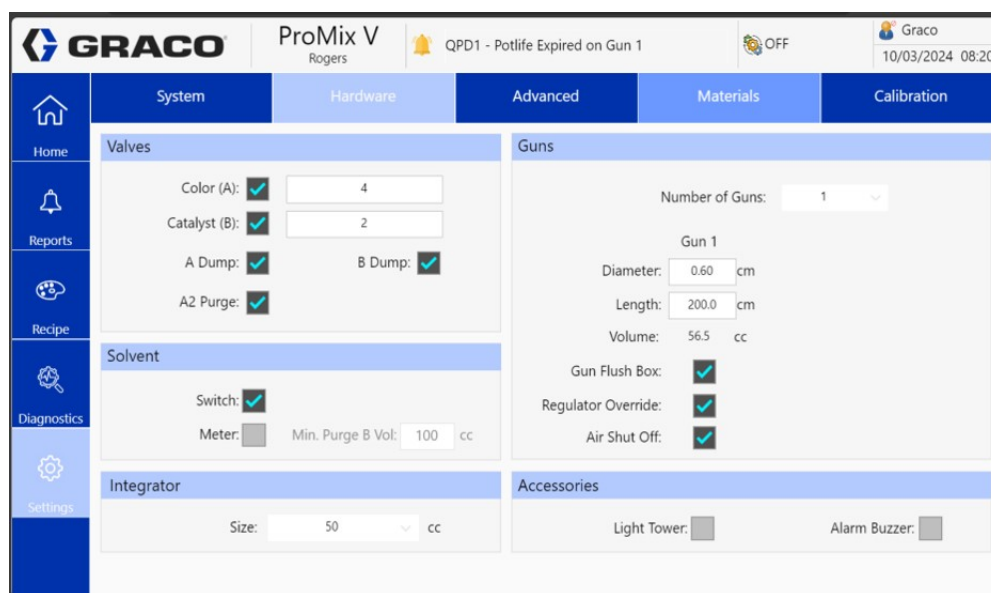 GRACO
ProMix V
Rogers
QPD1 - Potlife Expired on Gun 1
OFF
Graco
10/03/2024 08:20
Home
Reports
Recipe
Diagnostics
Settings
System
Hardware
Advanced
Materials
Calibration
Valves
Color (A): 4
Catalyst (B): 2
A Dump: B Dump:
A2 Purge:
Solvent
Switch:
Meter: Min. Purge B Vol: 100 cc
Integrator
Size: 50 cc
Guns
Number of Guns: 1
Gun 1
Diameter: 0.60 cm
Length: 200.0 cm
Volume: 56.5 cc
Gun Flush Box:
Regulator Override:
Air Shut Off:
Accessories
Light Tower: Alarm Buzzer: